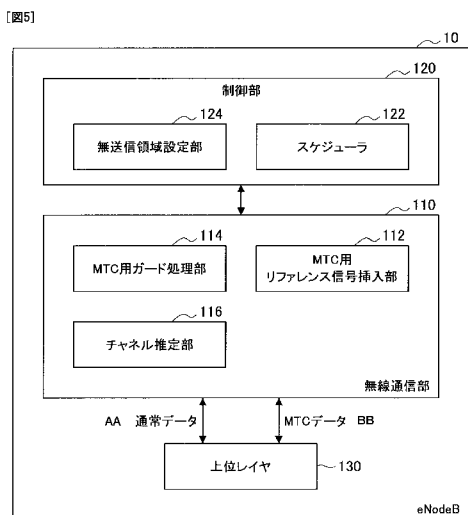 [図5]
10
120
制御部
124
122
無送信領域設定部
スケジューラ
110
114
112
MTC用ガード処理部
MTC用
リファレンス信号挿入部
116
チャネル推定部
無線通信部
AA 通常データ
MTCデータ BB
上位レイヤ
130
eNodeB